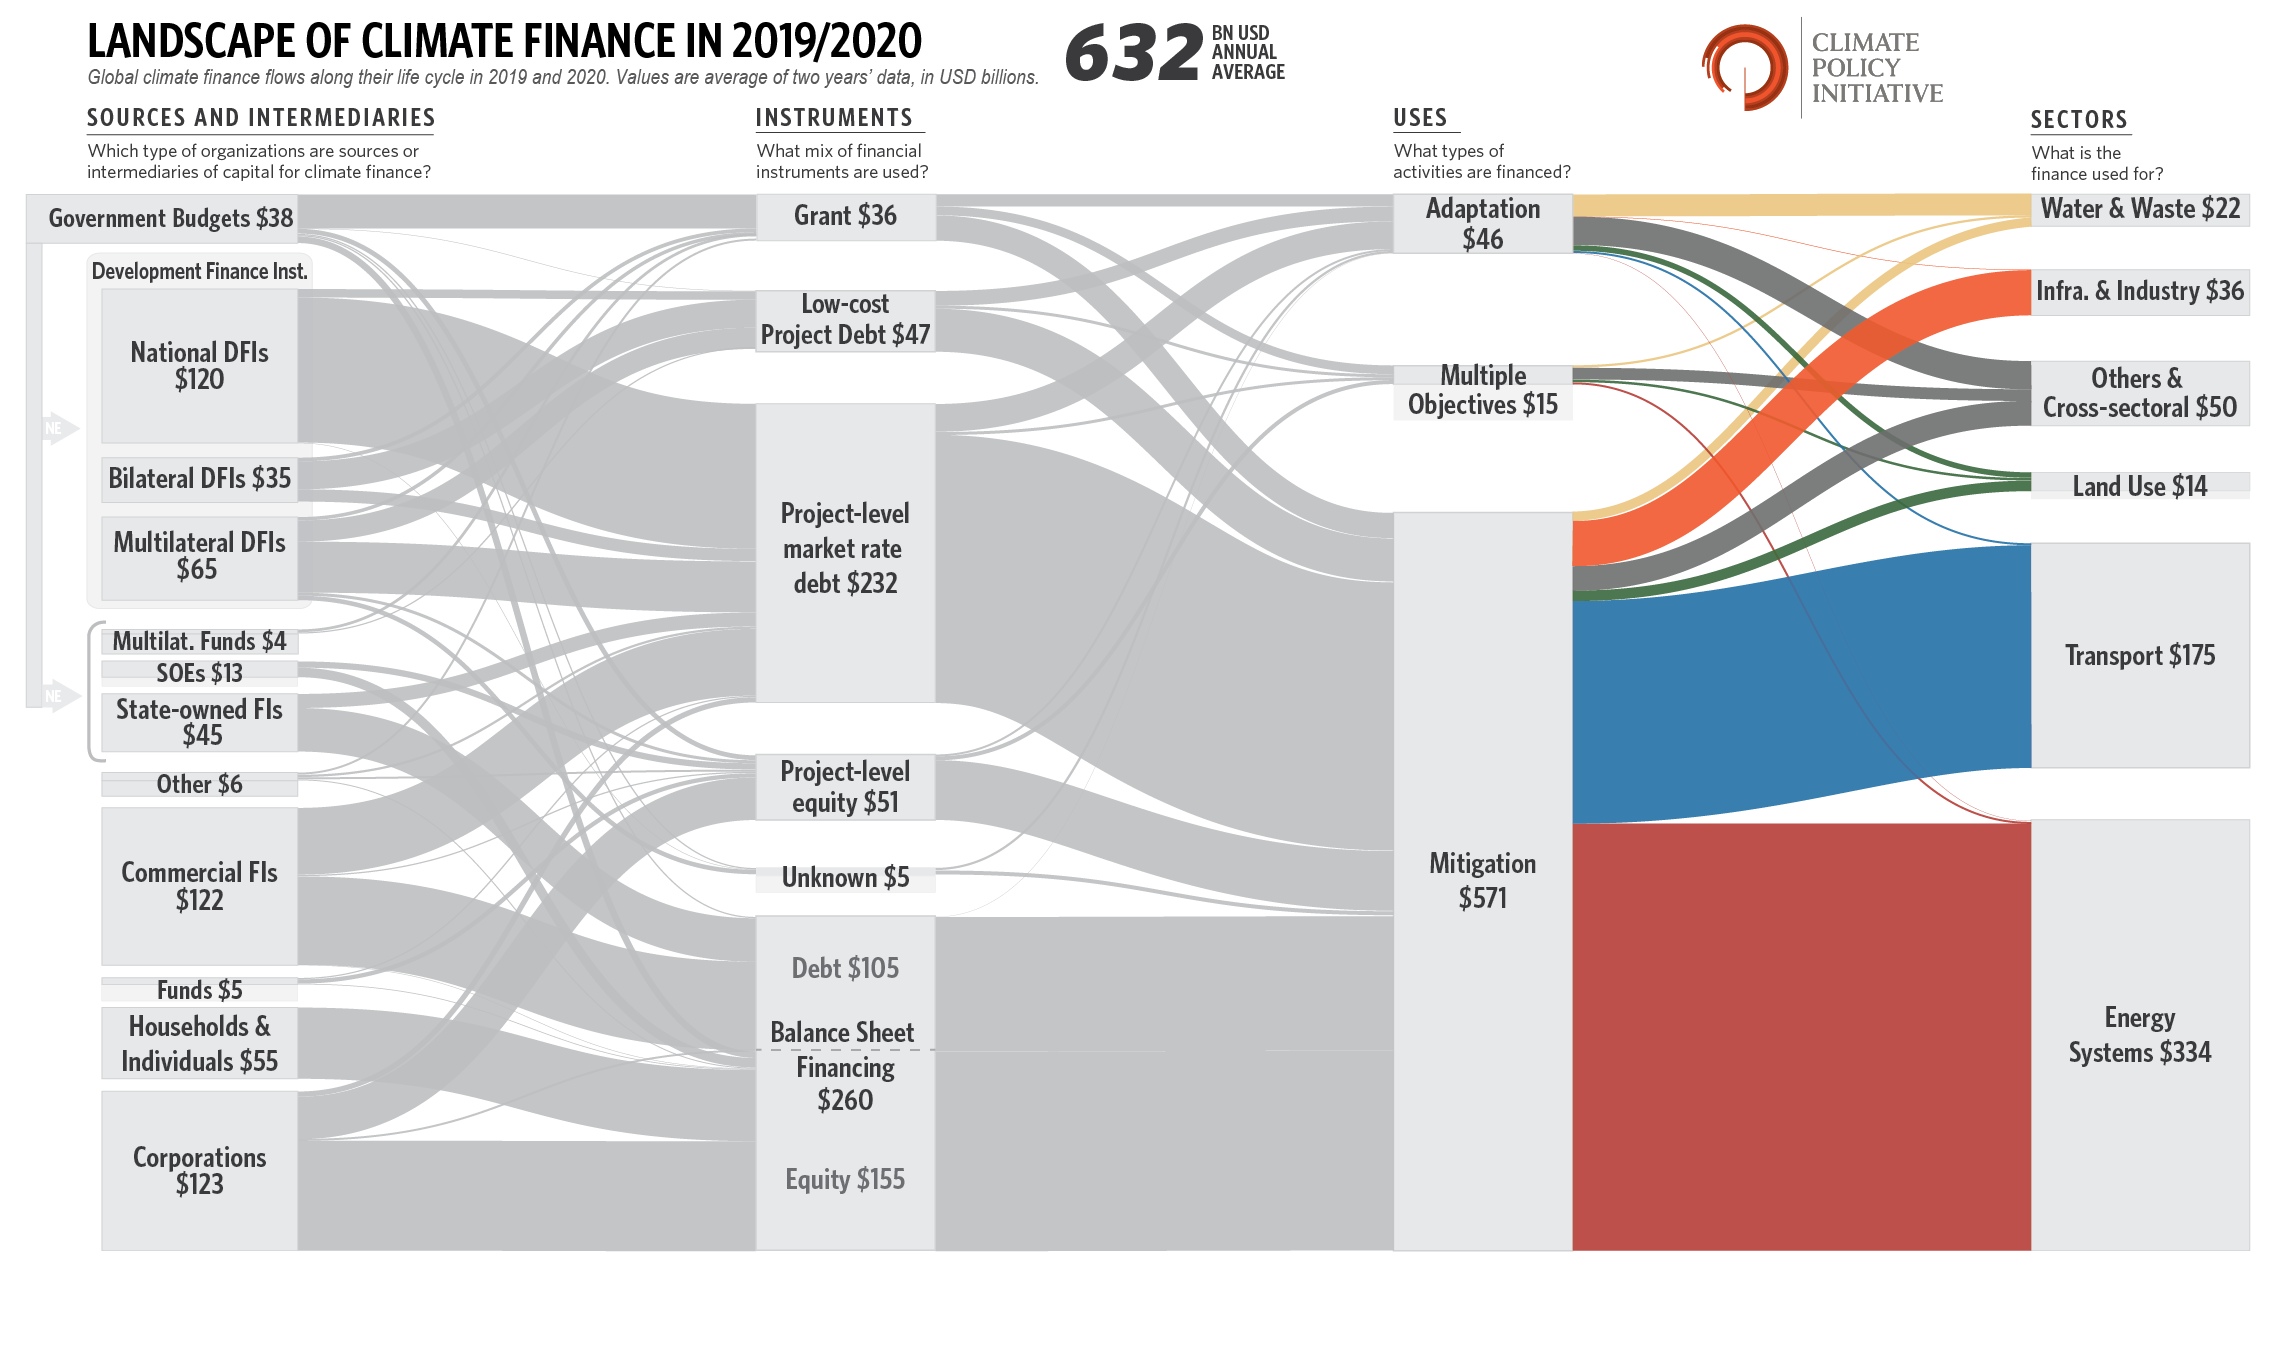 LANDSCAPE OF CLIMATE FINANCE IN 2019/2020
Global climate finance flows along their life cycle in 2019 and 2020. Values are average of two years' data, in USD billions.
632
BN USD
ANNUAL
AVERAGE
CLIMATE
POLICY
INITIATIVE
SOURCES AND INTERMEDIARIES
Which type of organizations are sources or
intermediaries of capital for climate finance?
Government Budgets $38
Development Finance Inst.
National DFIs
$120
NE
Bilateral DFIs $35
Multilateral DFIs
$65
Multilat. Funds $4
SOEs $13
NE
State-owned FIs
$45
Other $6
Commercial FIs
$122
Funds $5
Households &
Individuals $55
Corporations
$123
INSTRUMENTS
What mix of financial
instruments are used?
Grant $36
Low-cost
Project Debt $47
Project-level
market rate
debt $232
Project-level
equity $51
Unknown $5
Debt $105
Balance Sheet
Financing
$260
Equity $155
USES
What types of
activities are financed?
Adaptation
$46
Multiple
Objectives $15
Mitigation
$571
SECTORS
What is the
finance used for?
Water & Waste $22
Infra. & Industry $36
Others &
Cross-sectoral $50
Land Use $14
Transport $175
Energy
Systems $334